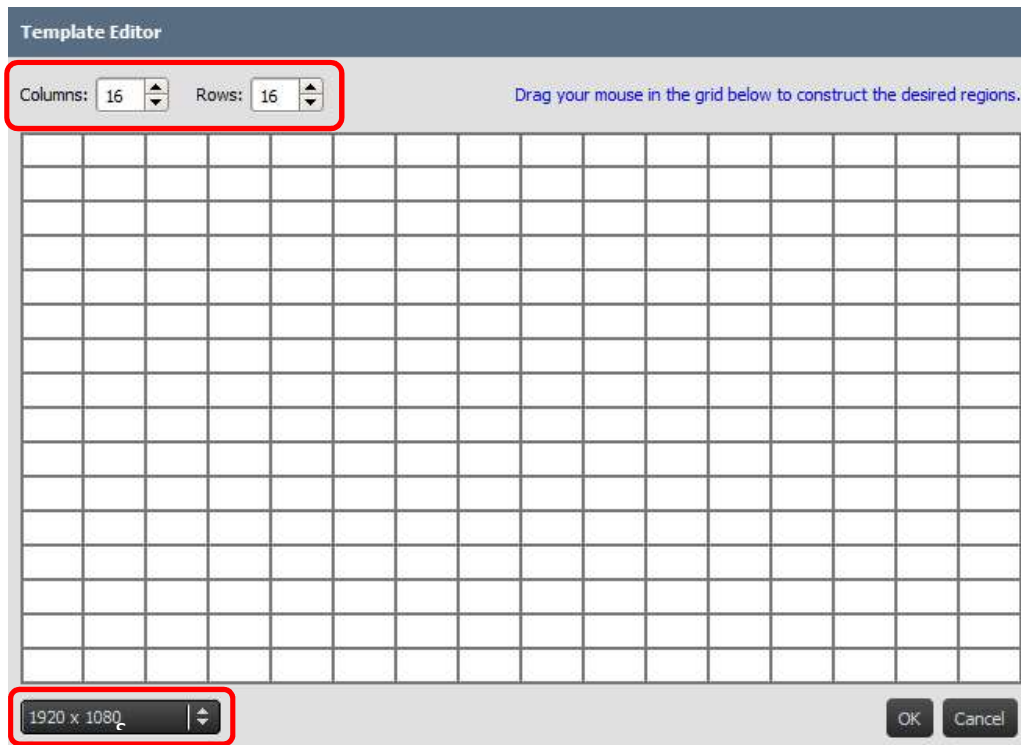 Template Editor
Columns: 16 Rows: 16 Drag your mouse in the grid below to construct the desired regions.
1920 x 1080
OK Cancel